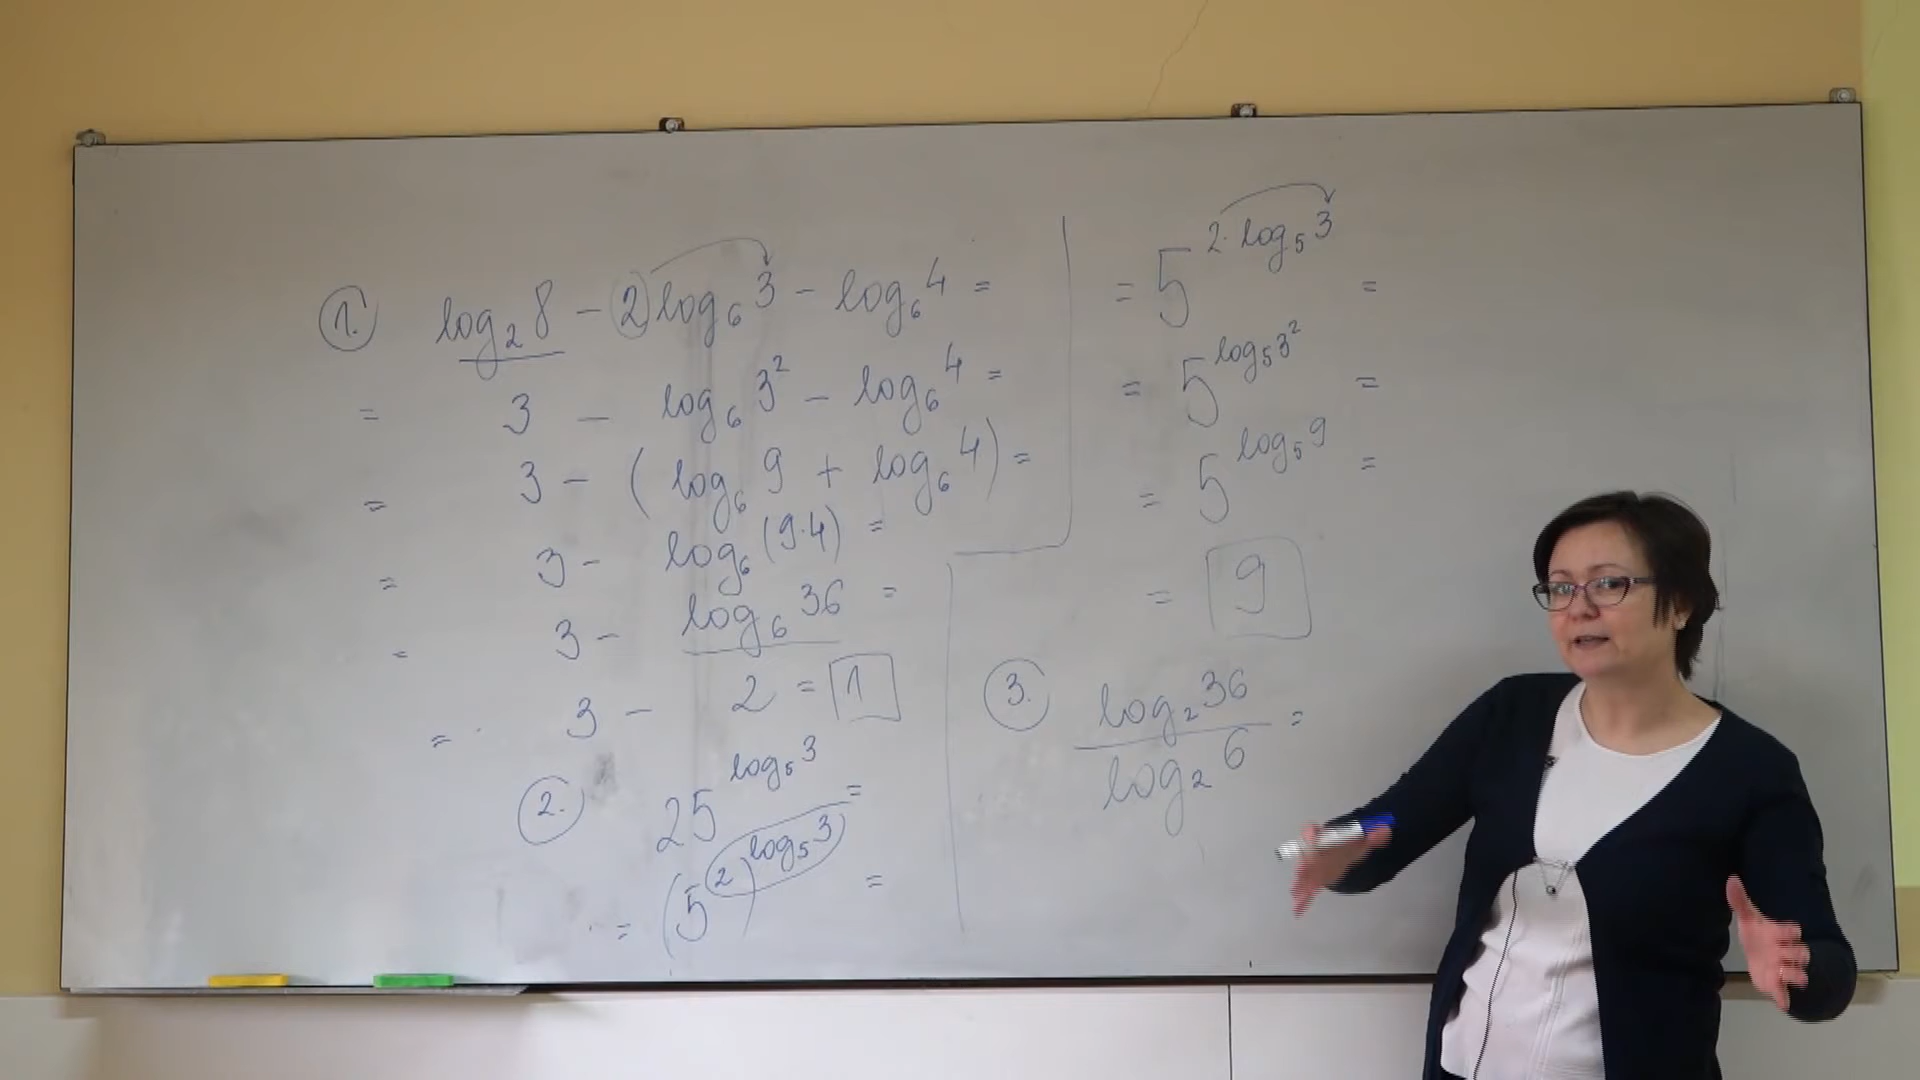 1. log₂8 - 2log₆3 - log₆4 =
= 3 - log₆3² - log₆4 =
= 3 - (log₆9 + log₆4) =
= 3 - log₆(9·4) =
= 3 - log₆36 =
= 3 - 2 = 1
2. 25^(log₅3) =
= (5²)^(log₅3) =
= 5^(2·log₅3) =
= 5^(log₅3²) =
= 5^(log₅9) =
= 9
3. log₂36 / log₂6 =